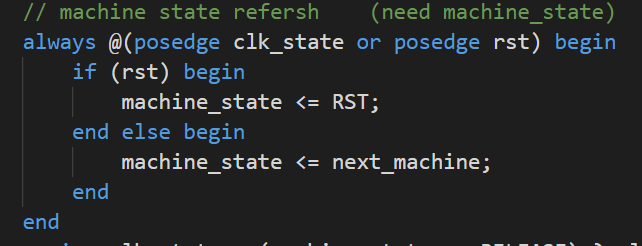 // machine state refersh    (need machine_state)
always @(posedge clk_state or posedge rst) begin
    if (rst) begin
        machine_state <= RST;
    end else begin
        machine_state <= next_machine;
    end
end